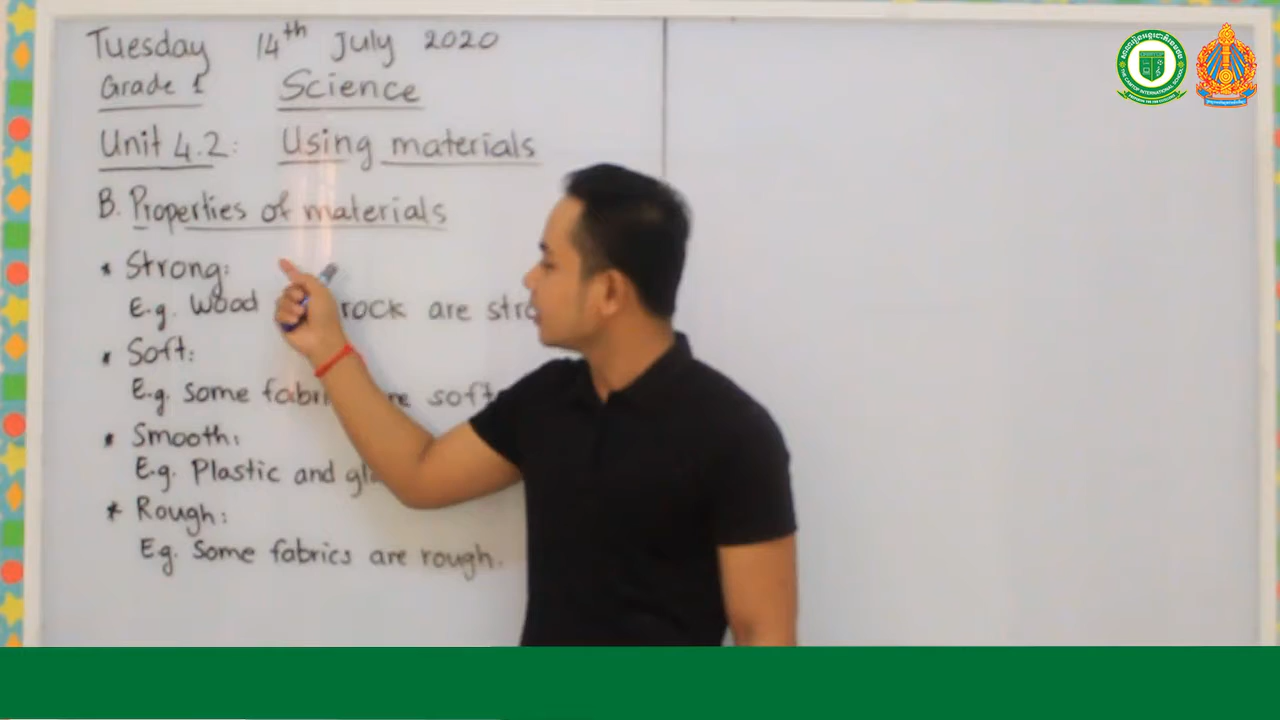 Tuesday 14th July 2020
Grade 1 Science
Unit 4.2: Using materials
B. Properties of materials
* Strong:
E.g. Wood rock are
* Soft:
E.g. Some are soft
* Smooth:
E.g. Plastic and
* Rough:
E.g. Some fabrics are rough.